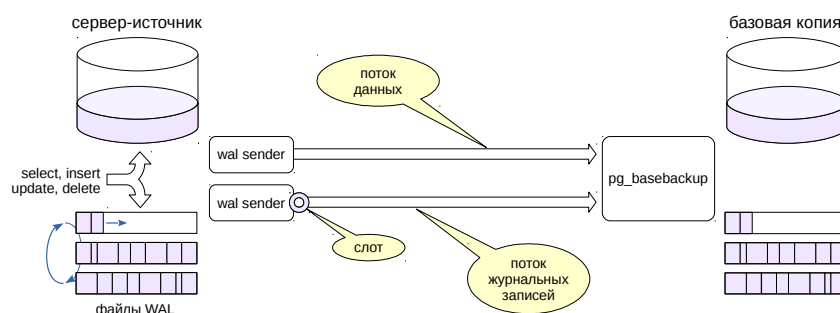 сервер-источник
базовая копия
поток
данных
wal sender
select, insert
update, delete
pg_basebackup
wal sender
слот
поток
журнальных
записей
файлы WAL